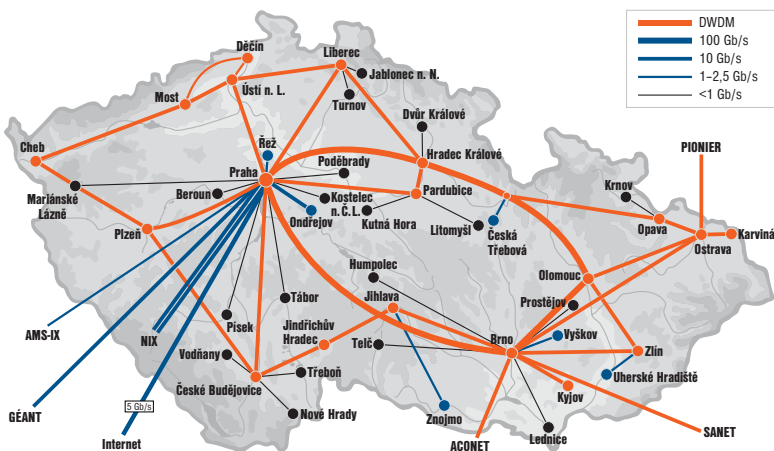 DWDM
100 Gb/s
10 Gb/s
1–2,5 Gb/s
<1 Gb/s
Děčín
Liberec
Jablonec n. N.
Ústí n. L.
Most
Turnov
Dvůr Králové
PIONIER
Řež
Cheb
Praha
Poděbrady
Hradec Králové
Mariánské
Lázně
Beroun
Kostelec
n. Č. L.
Pardubice
Krnov
Plzeň
Ondřejov
Kutná Hora
Litomyšl
Česká
Třebová
Opava
Karviná
Ostrava
Humpolec
Olomouc
Tábor
Jihlava
Prostějov
AMS-IX
NIX
Písek
Jindřichův
Hradec
Telč
Brno
Vyškov
Zlín
Vodňany
Třeboň
Uherské Hradiště
České Budějovice
Kyjov
GÉANT
5 Gb/s
Nové Hrady
Znojmo
Internet
ACONET
Lednice
SANET